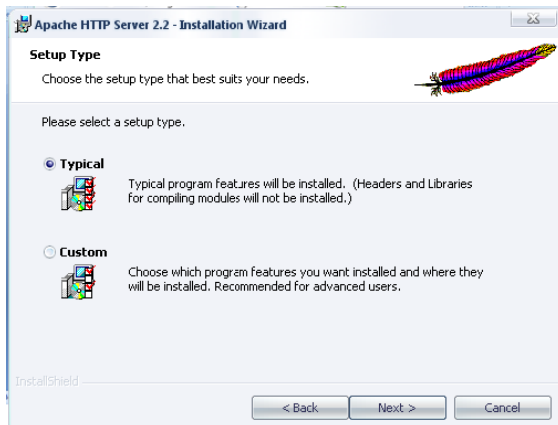 Apache HTTP Server 2.2 - Installation Wizard
Setup Type
Choose the setup type that best suits your needs.
Please select a setup type.
Typical
Typical program features will be installed. (Headers and Libraries
for compiling modules will not be installed.)
Custom
Choose which program features you want installed and where they
will be installed. Recommended for advanced users.
InstallShield
< Back
Next >
Cancel